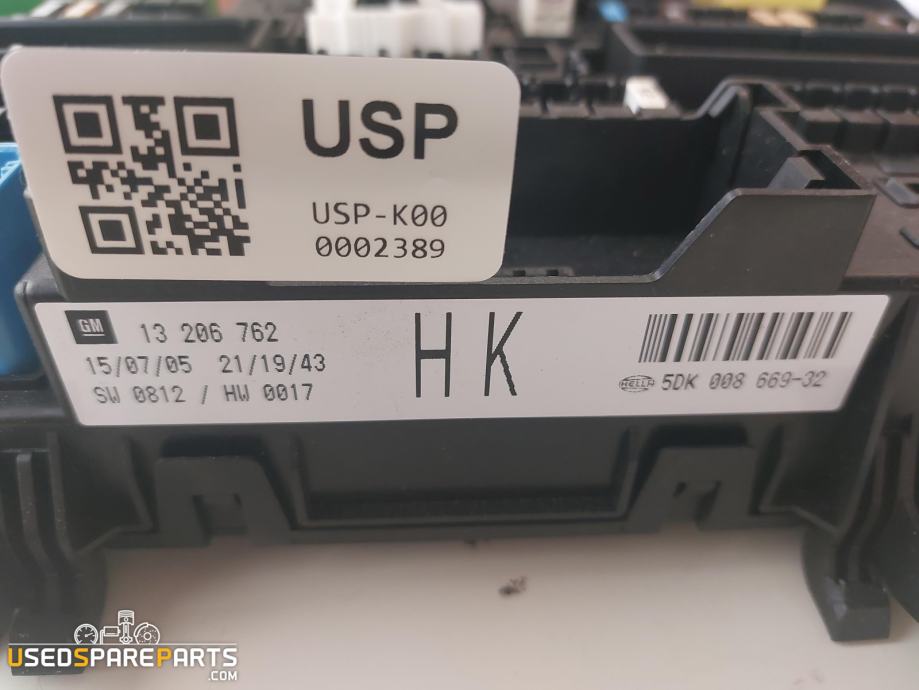 USP
USP-K00
0002389
GM 13 206 762
15/07/05 21/19/43
SW 0812 / HW 0017
HK
HELLA 5DK 008 669-32
USEDSPAREPARTS
.COM